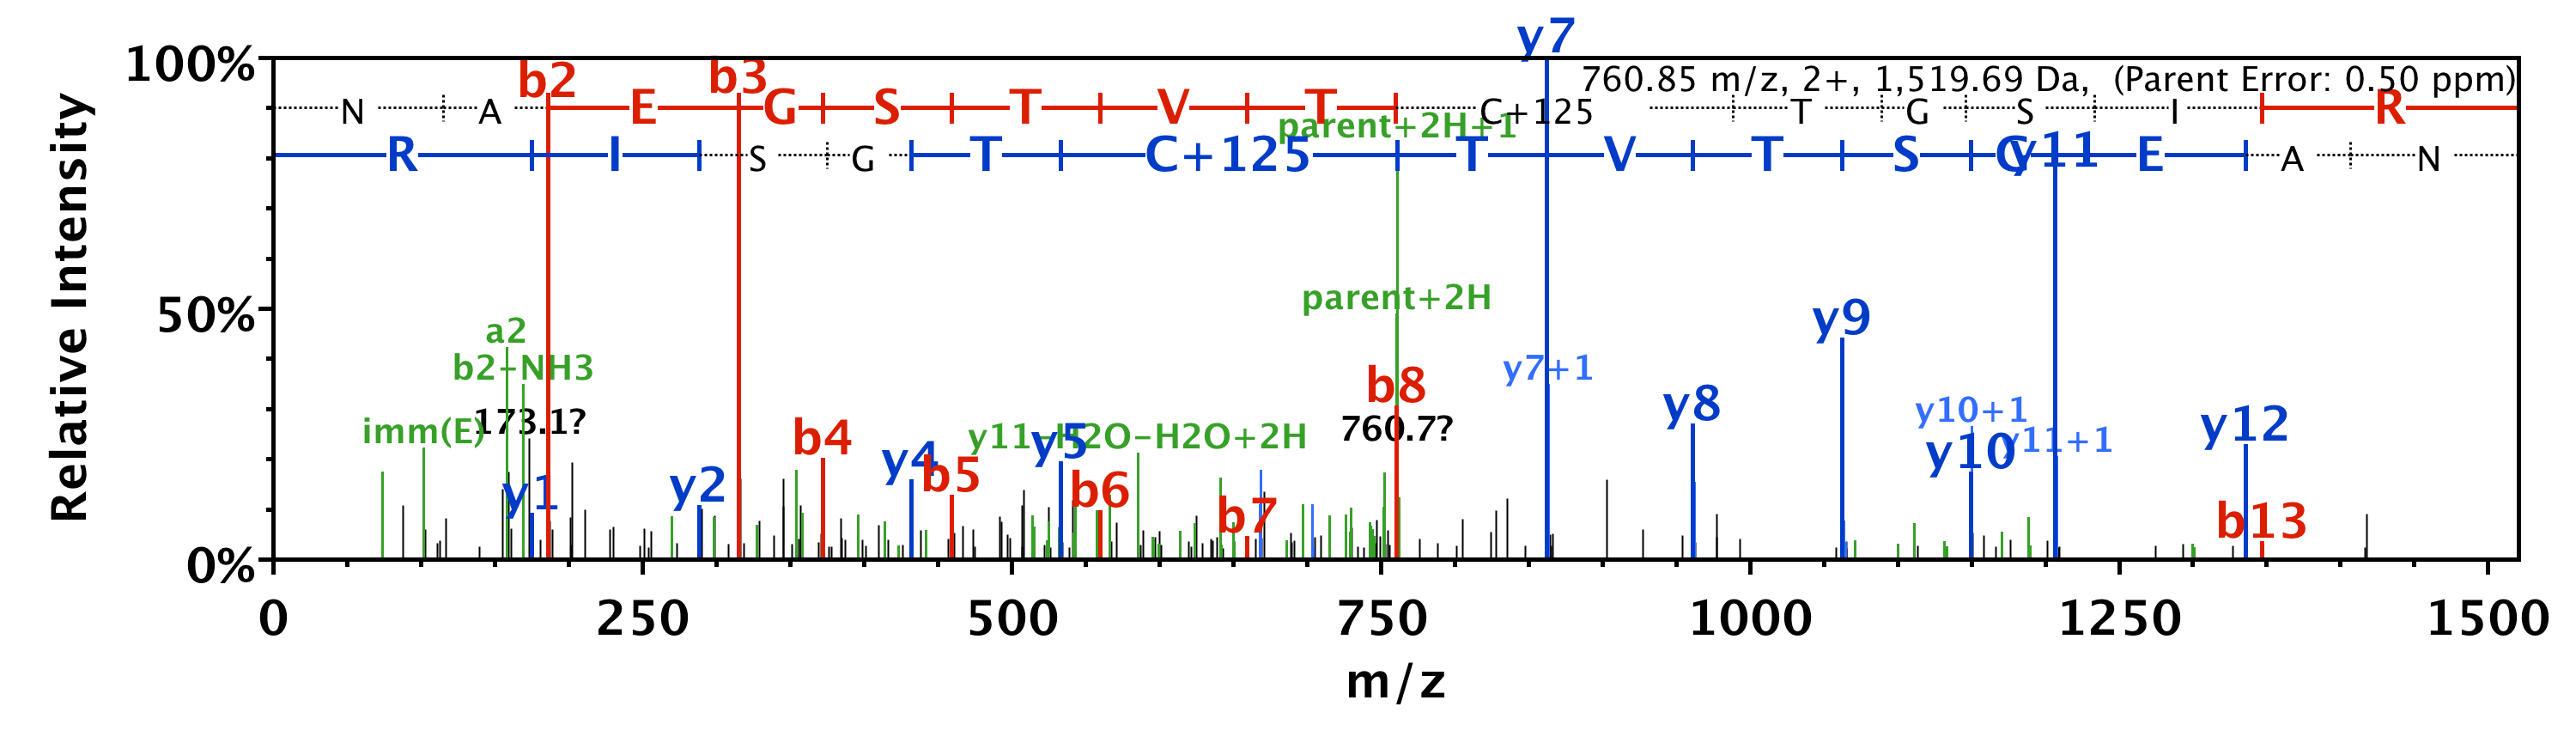 y7
100%
b2
b3
760.85 m/z, 2+, 1,519.69 Da, (Parent Error: 0.50 ppm)
N A E G S T V T C+125 T G S I R
parent+2H+1
R I S G T C+125 T V T S G E A N
y11
50%
parent+2H
a2
b2-NH3
y7+1
y9
b8
imm(E)
173.1?
760.7?
y8
y10+1
y12
b4
y4
y11-H2O-H2O+2H
y5
y11+1
y10
b5
y1
y2
b6
b7
b13
0%
0 250 500 750 1000 1250 1500
m/z
Relative Intensity